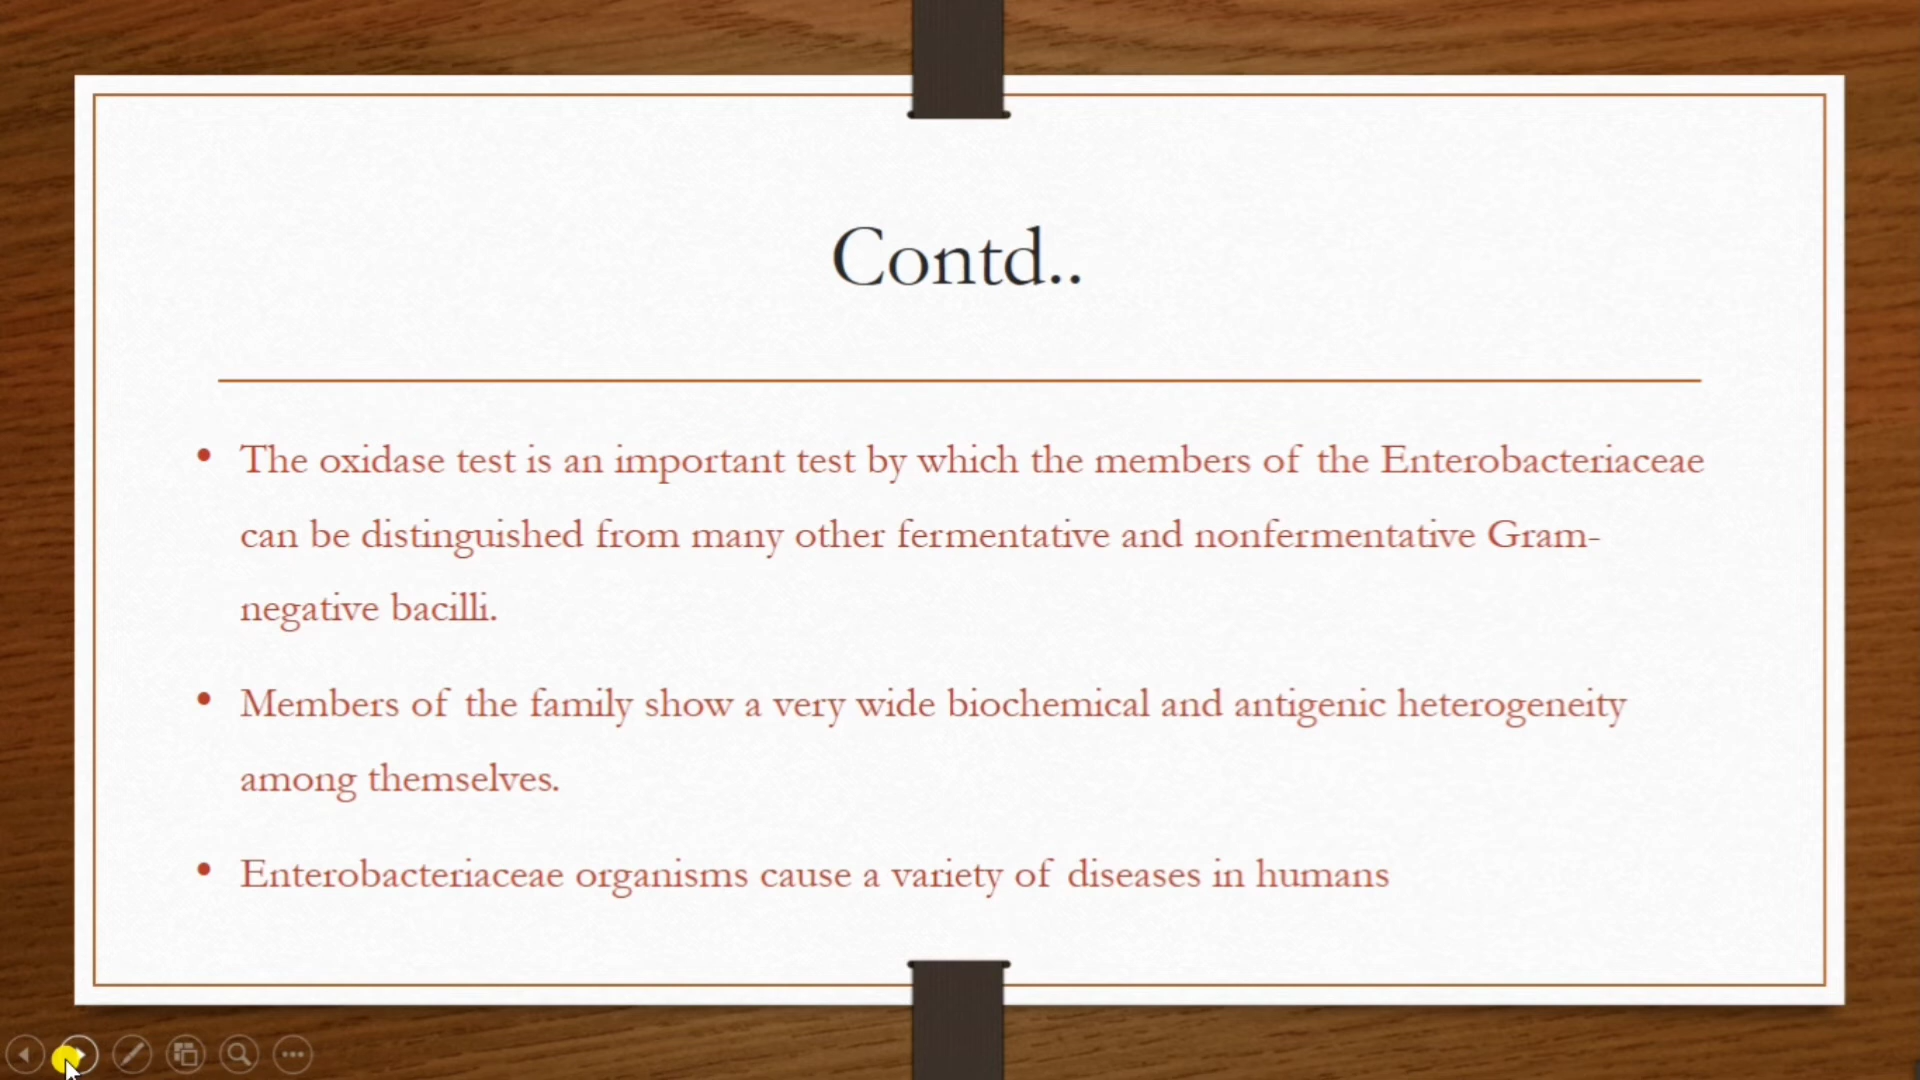 Contd..
• The oxidase test is an important test by which the members of the Enterobacteriaceae
can be distinguished from many other fermentative and nonfermentative Gram-
negative bacilli.
• Members of the family show a very wide biochemical and antigenic heterogeneity
among themselves.
• Enterobacteriaceae organisms cause a variety of diseases in humans